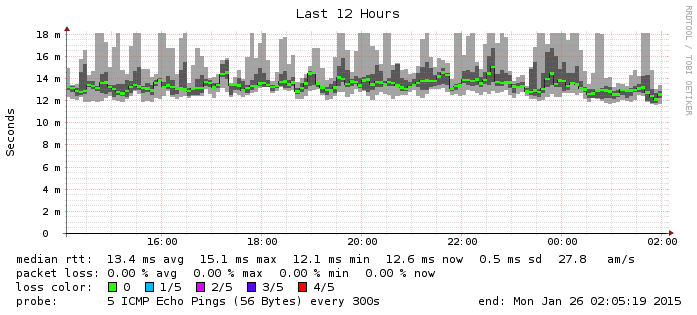 Last 12 Hours
RRDTOOL / TOBI OETIKER
Seconds
18 m
16 m
14 m
12 m
10 m
8 m
6 m
4 m
2 m
0
16:00 18:00 20:00 22:00 00:00 02:00
median rtt: 13.4 ms avg 15.1 ms max 12.1 ms min 12.6 ms now 0.5 ms sd 27.8 am/s
packet loss: 0.00 % avg 0.00 % max 0.00 % min 0.00 % now
loss color: 0 1/5 2/5 3/5 4/5
probe: 5 ICMP Echo Pings (56 Bytes) every 300s end: Mon Jan 26 02:05:19 2015